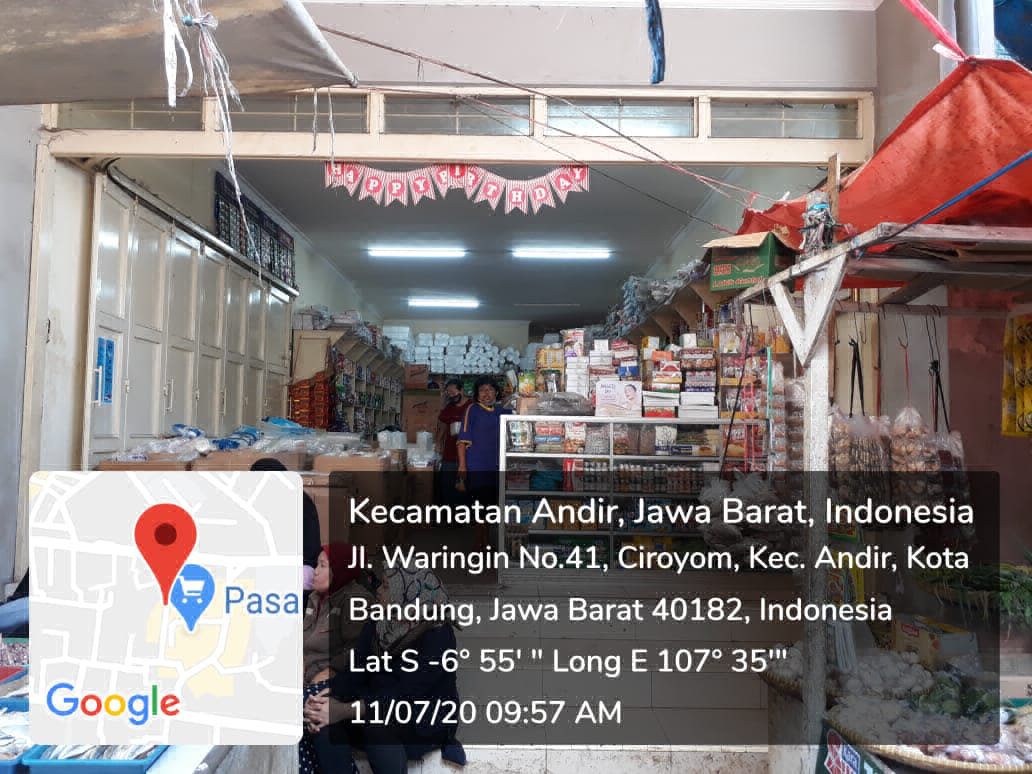 HAPPY BIRTHDAY
Kecamatan Andir, Jawa Barat, Indonesia
Jl. Waringin No.41, Ciroyom, Kec. Andir, Kota
Bandung, Jawa Barat 40182, Indonesia
Lat S -6° 55' " Long E 107° 35'"
11/07/20 09:57 AM
Pasa
Google